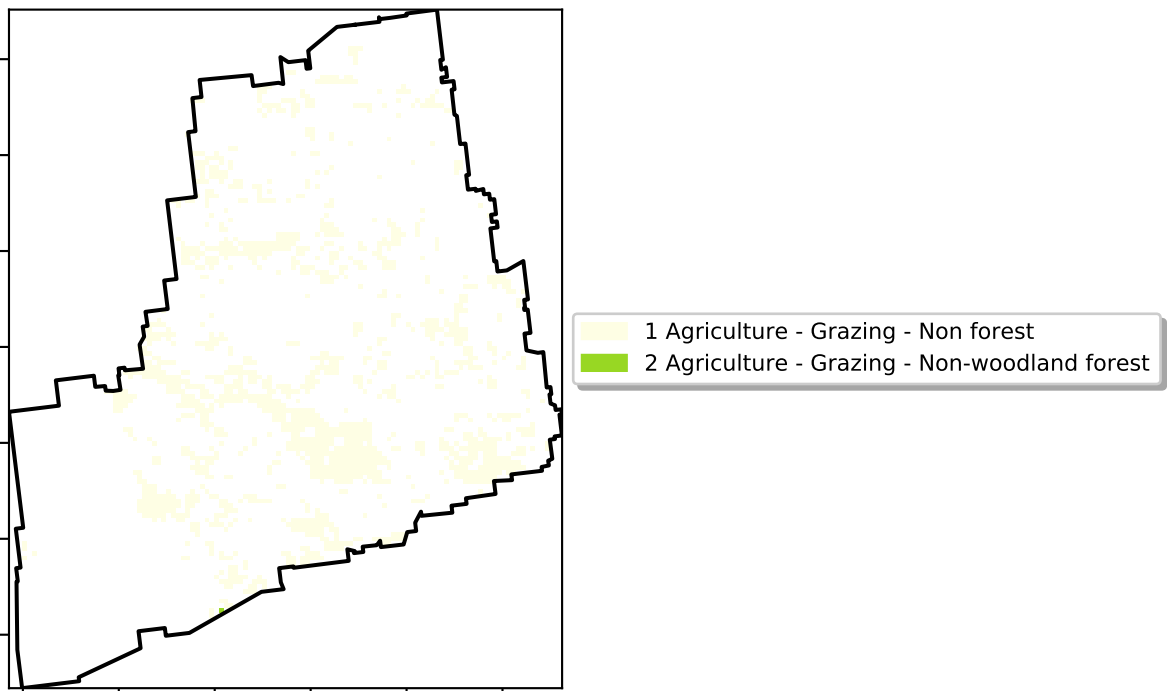 1 Agriculture - Grazing - Non forest
2 Agriculture - Grazing - Non-woodland forest